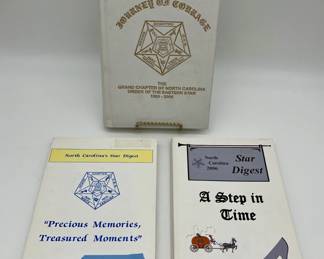 JOURNEY OF COURAGE
THE
GRAND CHAPTER OF NORTH CAROLINA
ORDER OF THE EASTERN STAR
North Carolina's Star Digest
"Precious Memories,
Treasured Moments"
North
Carolina
2006
Star
Digest
A Step in
Time